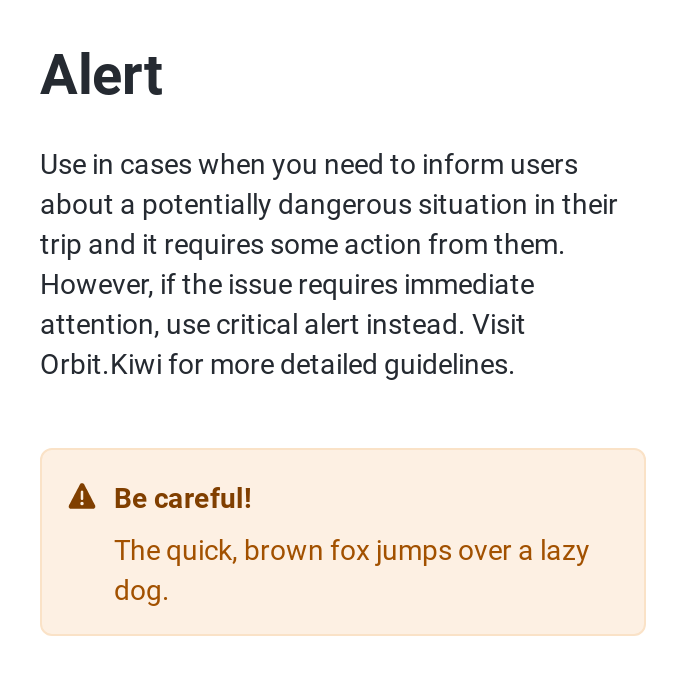 Alert
Use in cases when you need to inform users
about a potentially dangerous situation in their
trip and it requires some action from them.
However, if the issue requires immediate
attention, use critical alert instead. Visit
Orbit.Kiwi for more detailed guidelines.
Be careful!
The quick, brown fox jumps over a lazy
dog.